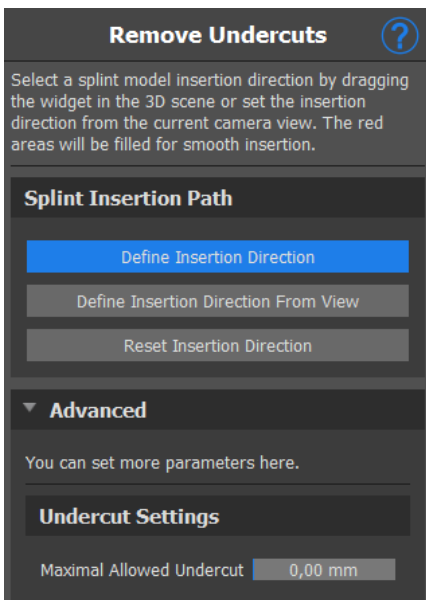 Remove Undercuts ?
Select a splint model insertion direction by dragging
the widget in the 3D scene or set the insertion
direction from the current camera view. The red
areas will be filled for smooth insertion.
Splint Insertion Path
Define Insertion Direction
Define Insertion Direction From View
Reset Insertion Direction
Advanced
You can set more parameters here.
Undercut Settings
Maximal Allowed Undercut 0,00 mm